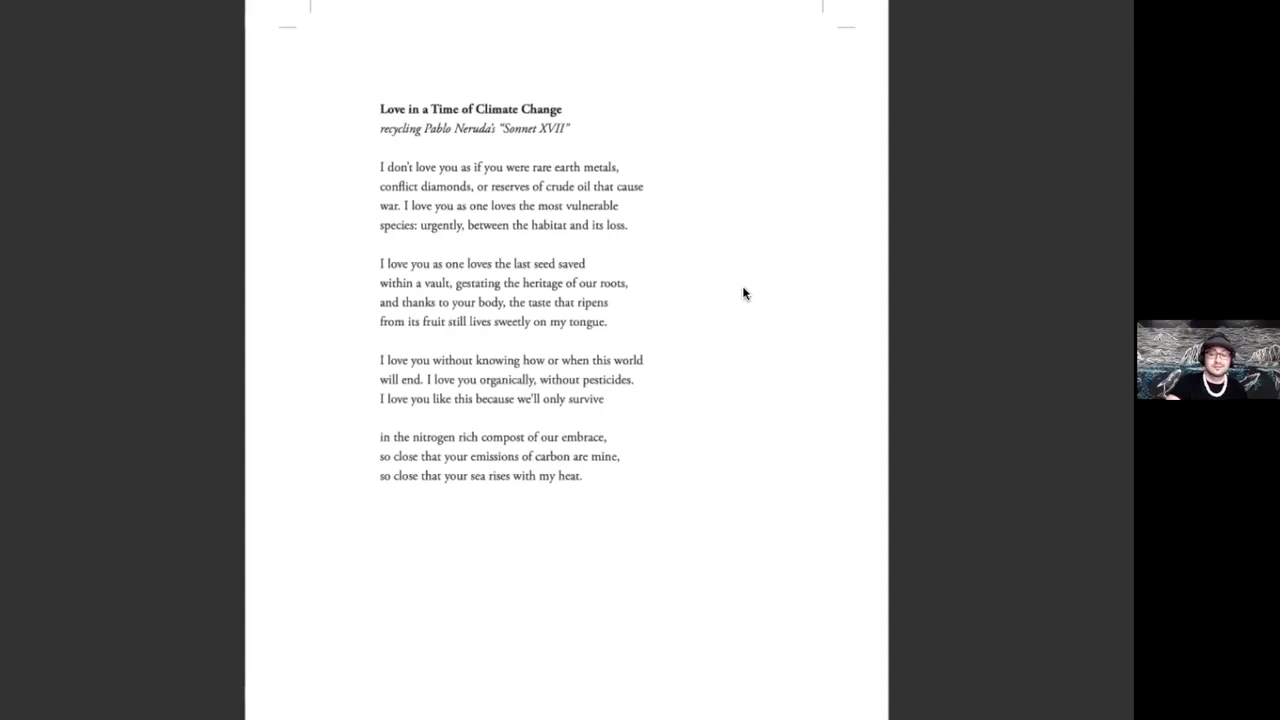 Love in a Time of Climate Change
recycling Pablo Neruda's “Sonnet XVII”
I don't love you as if you were rare earth metals,
conflict diamonds, or reserves of crude oil that cause
war. I love you as one loves the most vulnerable
species: urgently, between the habitat and its loss.
I love you as one loves the last seed saved
within a vault, gestating the heritage of our roots,
and thanks to your body, the taste that ripens
from its fruit still lives sweetly on my tongue.
I love you without knowing how or when this world
will end. I love you organically, without pesticides.
I love you like this because we'll only survive
in the nitrogen rich compost of our embrace,
so close that your emissions of carbon are mine,
so close that your sea rises with my heat.